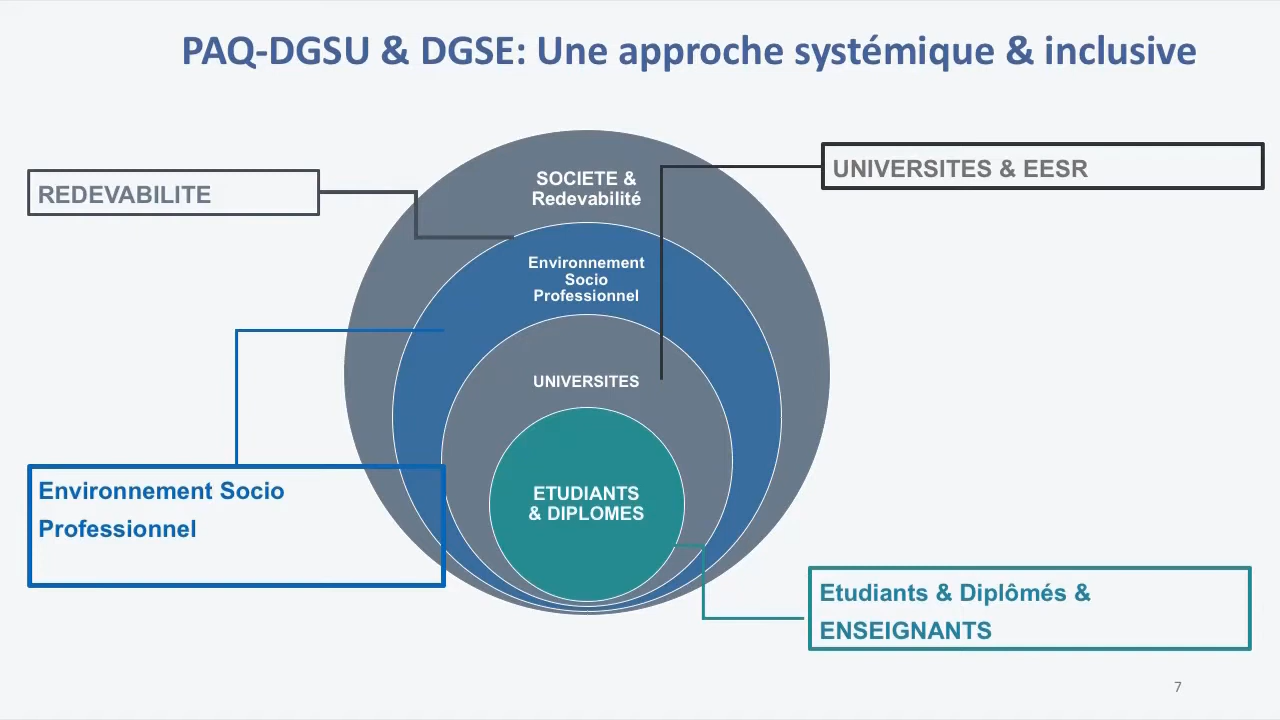 PAQ-DGSU & DGSE: Une approche systémique & inclusive
REDEVABILITE
UNIVERSITES & EESR
SOCIETE &
Redevabilité
Environnement
Socio
Professionnel
UNIVERSITES
ETUDIANTS
& DIPLOMES
Environnement Socio
Professionnel
Etudiants & Diplômés &
ENSEIGNANTS
7